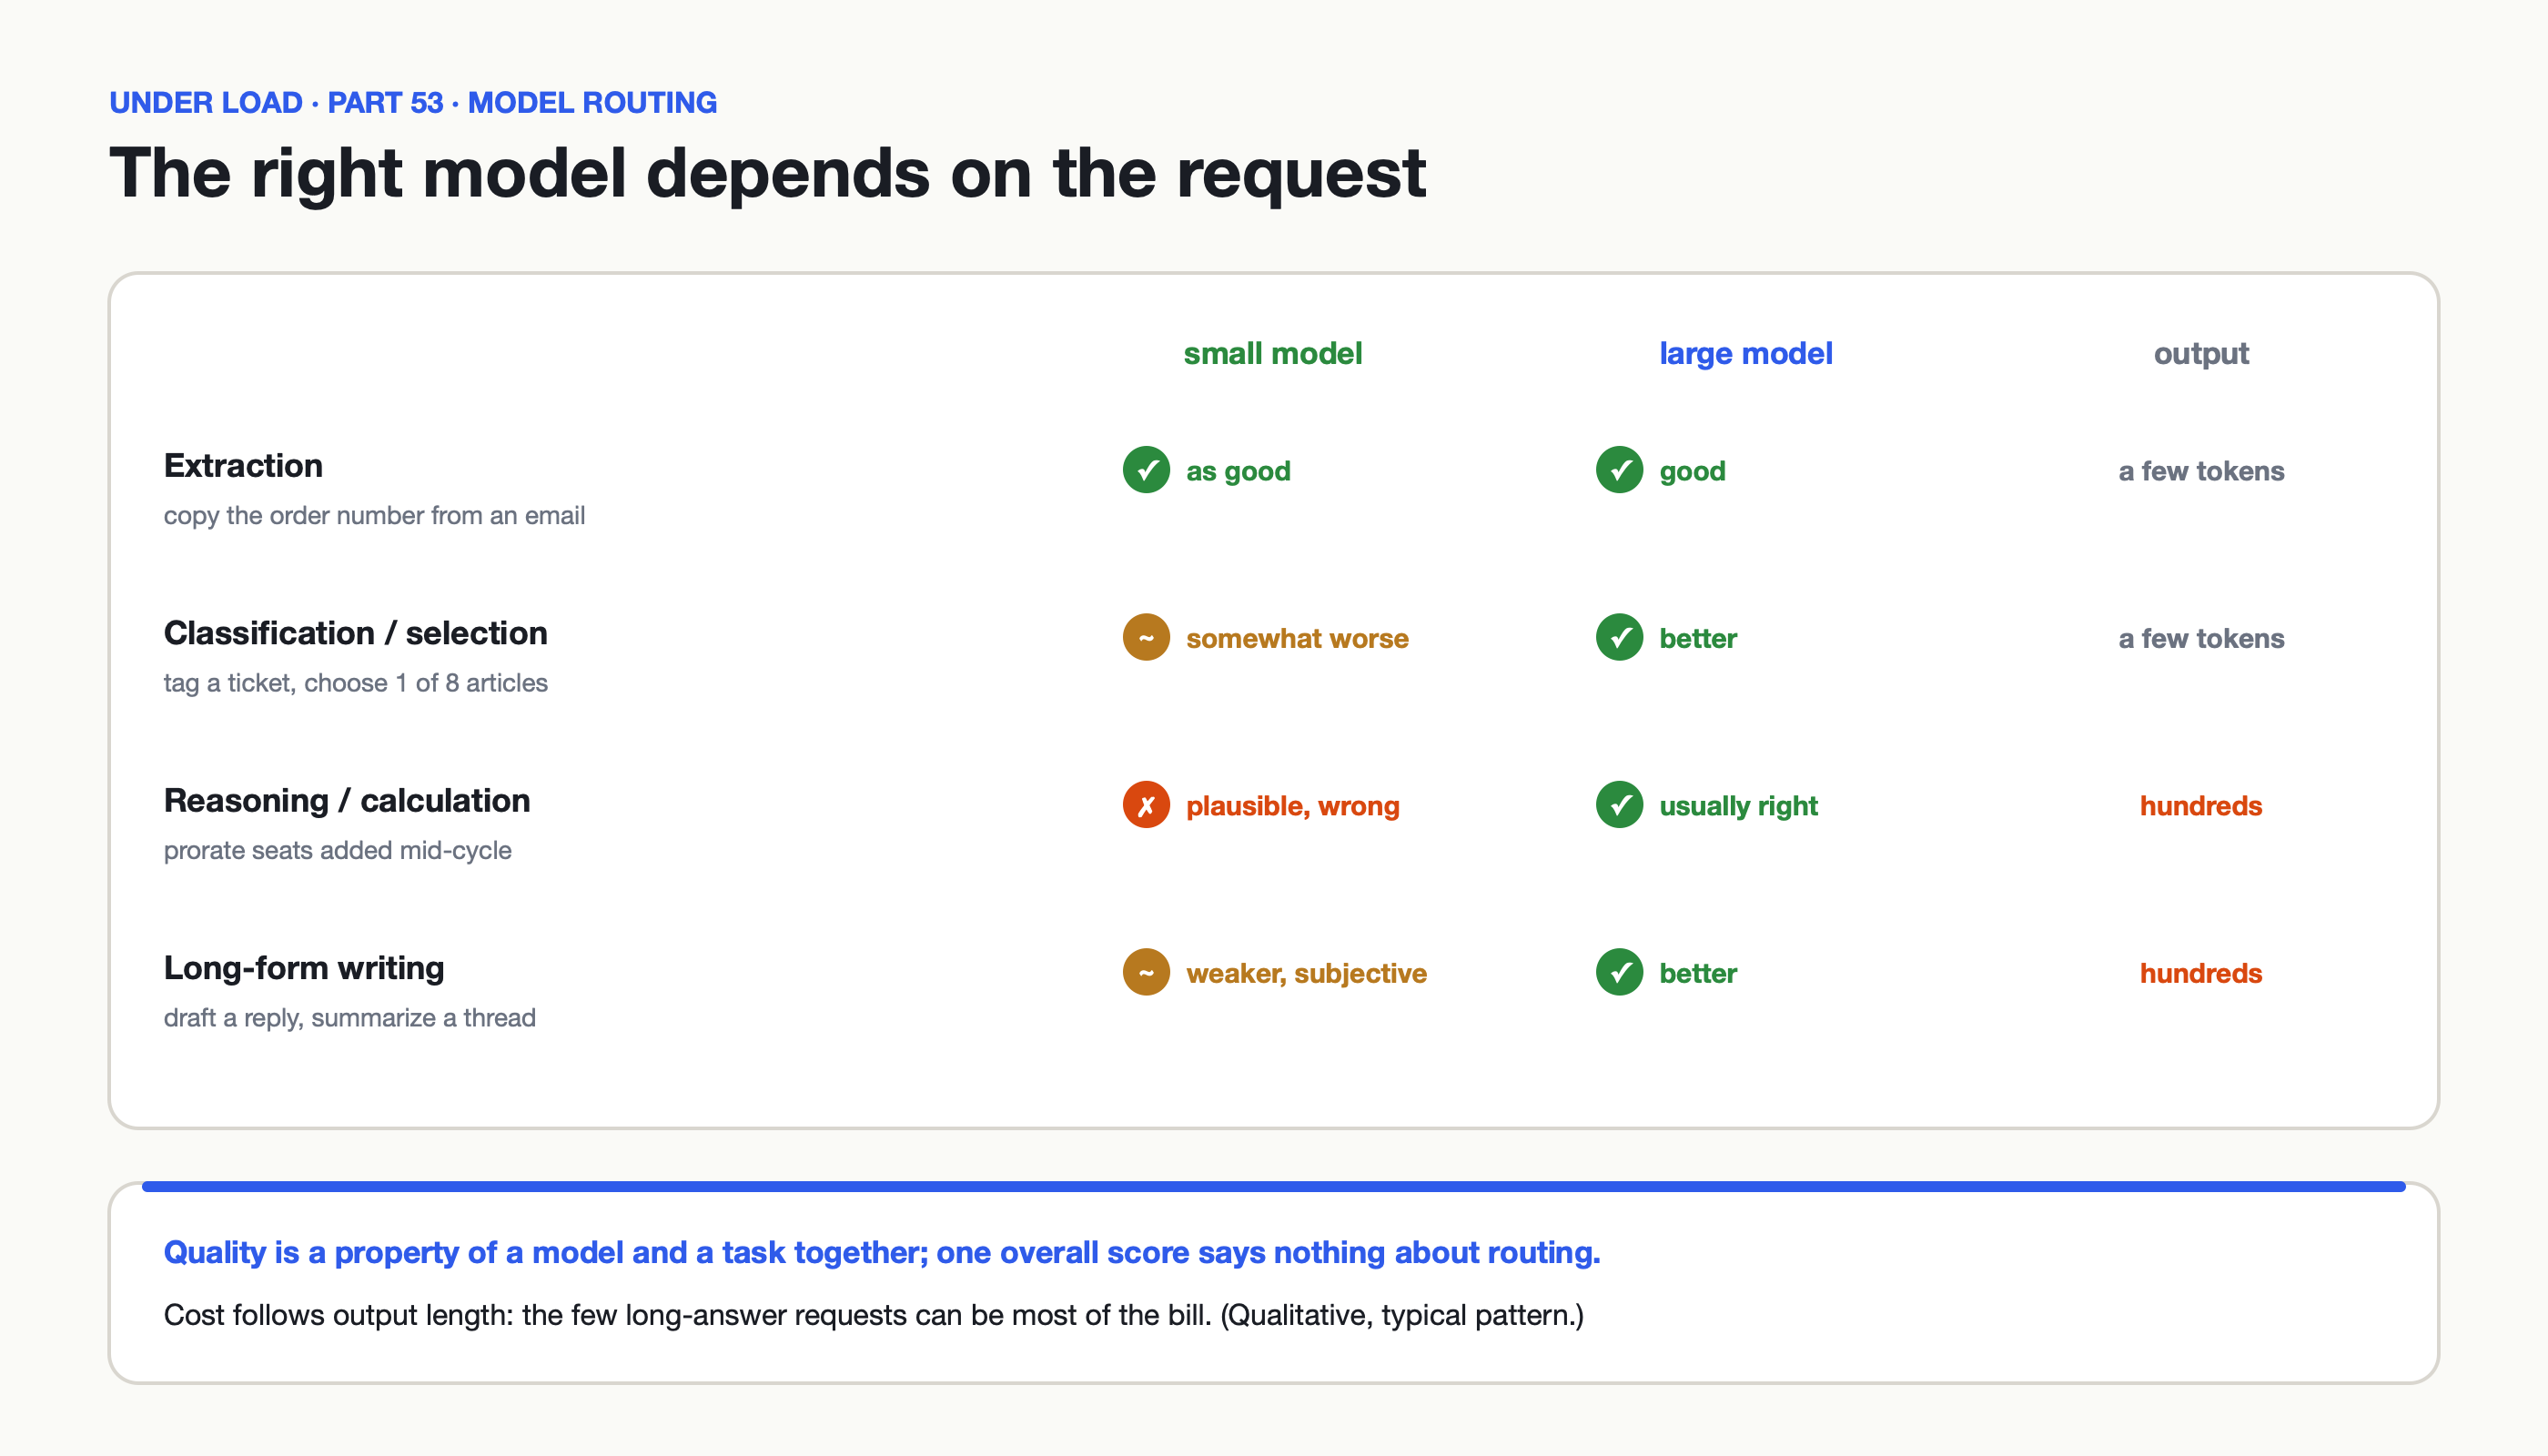 UNDER LOAD · PART 53 · MODEL ROUTING
The right model depends on the request
small model large model output
Extraction
✓ as good ✓ good a few tokens
copy the order number from an email
Classification / selection
~ somewhat worse ✓ better a few tokens
tag a ticket, choose 1 of 8 articles
Reasoning / calculation
✗ plausible, wrong ✓ usually right hundreds
prorate seats added mid-cycle
Long-form writing
~ weaker, subjective ✓ better hundreds
draft a reply, summarize a thread
Quality is a property of a model and a task together; one overall score says nothing about routing.
Cost follows output length: the few long-answer requests can be most of the bill. (Qualitative, typical pattern.)